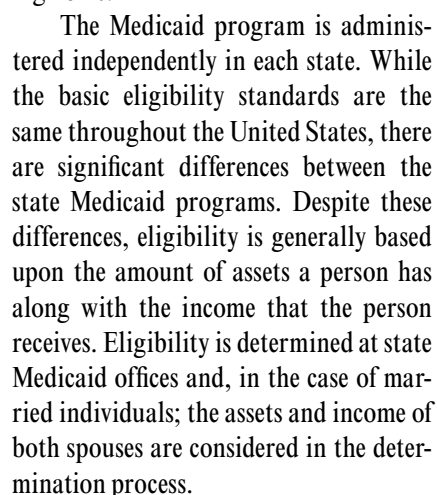 The Medicaid program is adminis-
tered independently in each state. While
the basic eligibility standards are the
same throughout the United States, there
are significant differences between the
state Medicaid programs. Despite these
differences, eligibility is generally based
upon the amount of assets a person has
along with the income that the person
receives. Eligibility is determined at state
Medicaid offices and, in the case of mar-
ried individuals; the assets and income of
both spouses are considered in the deter-
mination process.